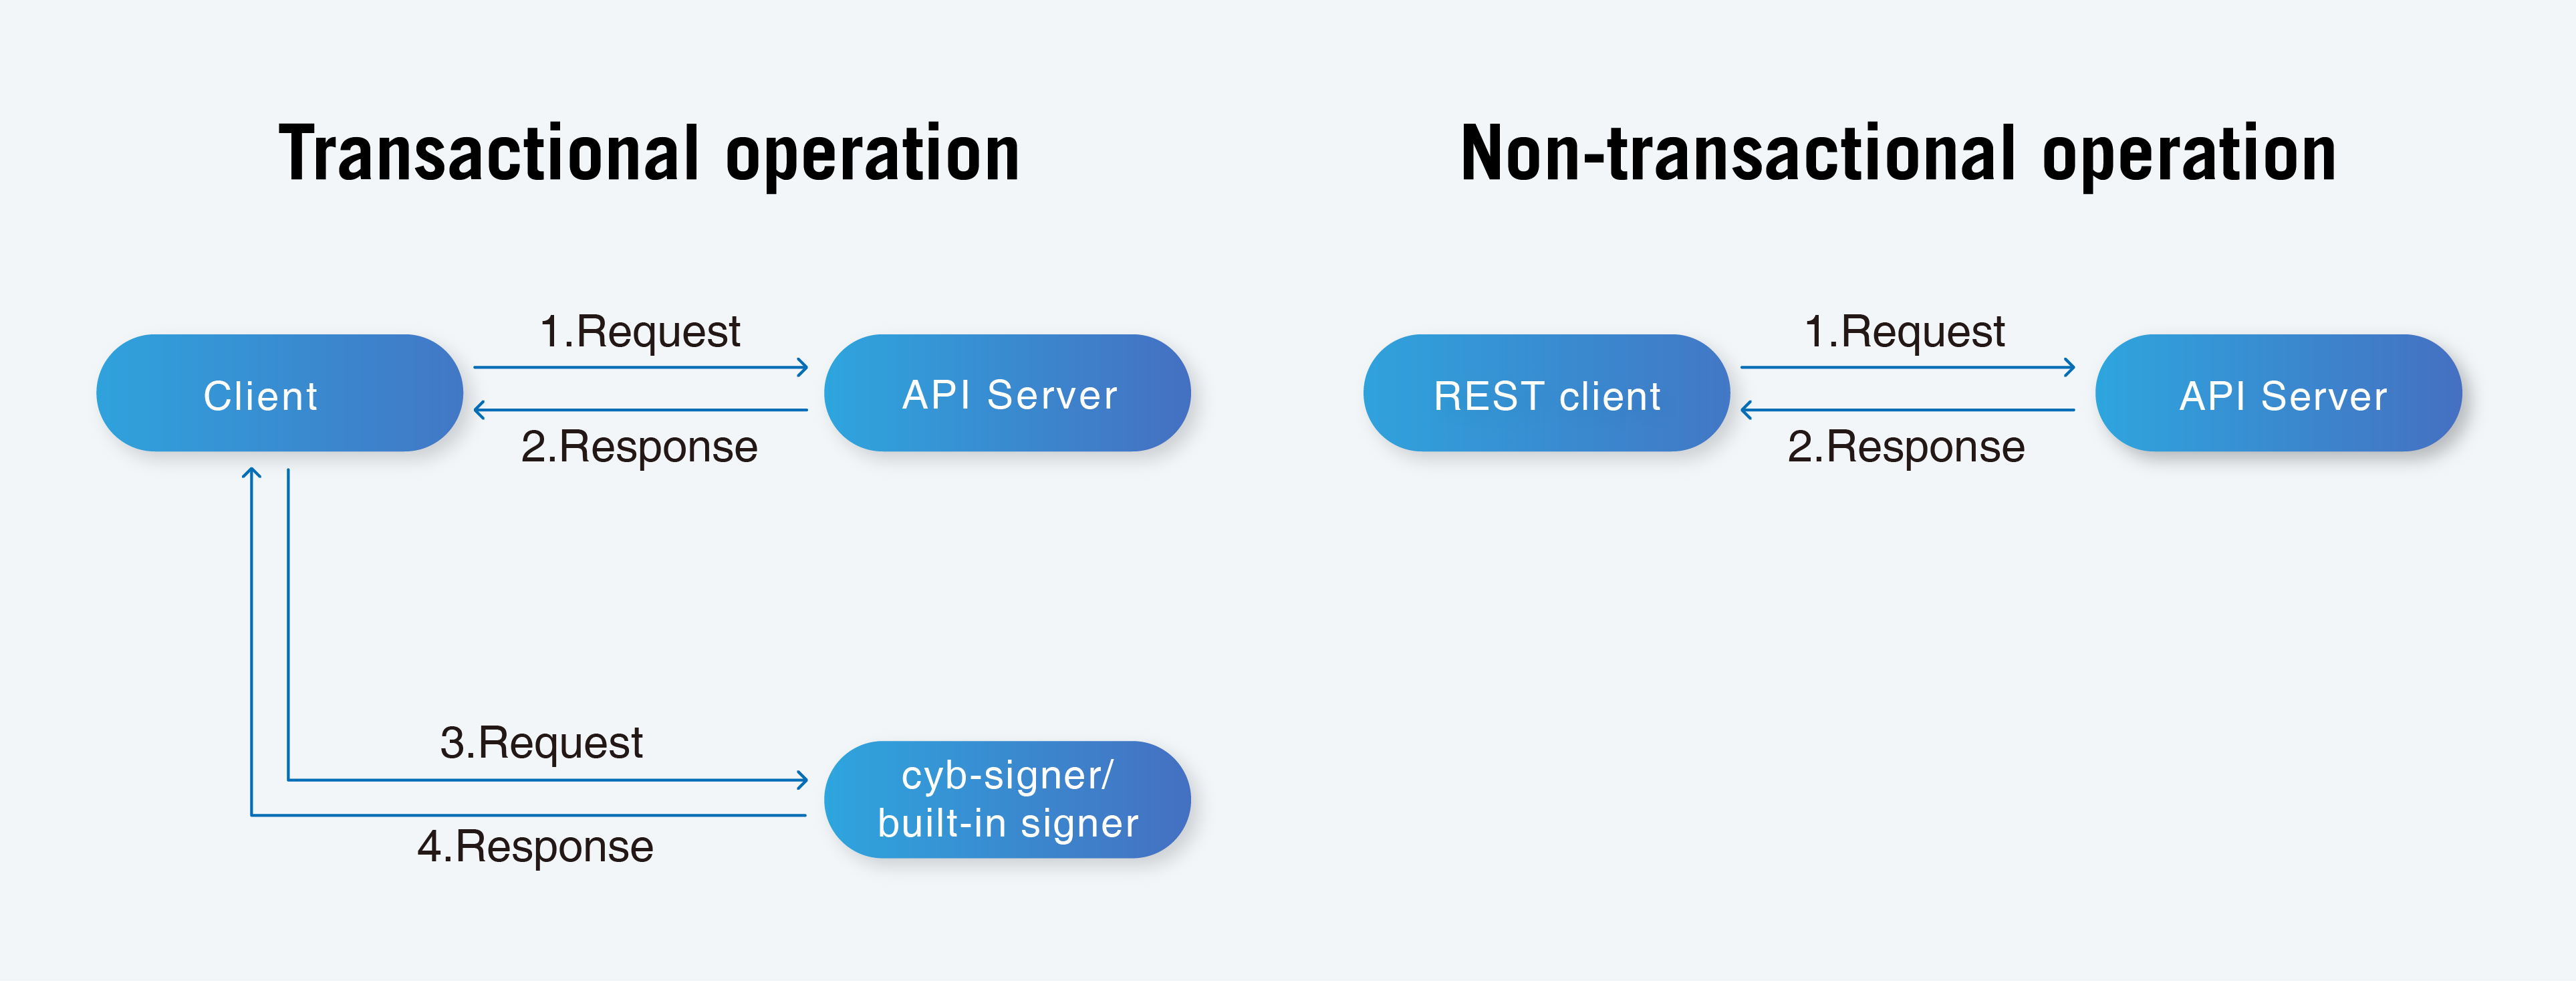 Transactional operation
Client
1.Request
2.Response
API Server
3.Request
4.Response
cyb-signer/
built-in signer
Non-transactional operation
REST client
1.Request
2.Response
API Server